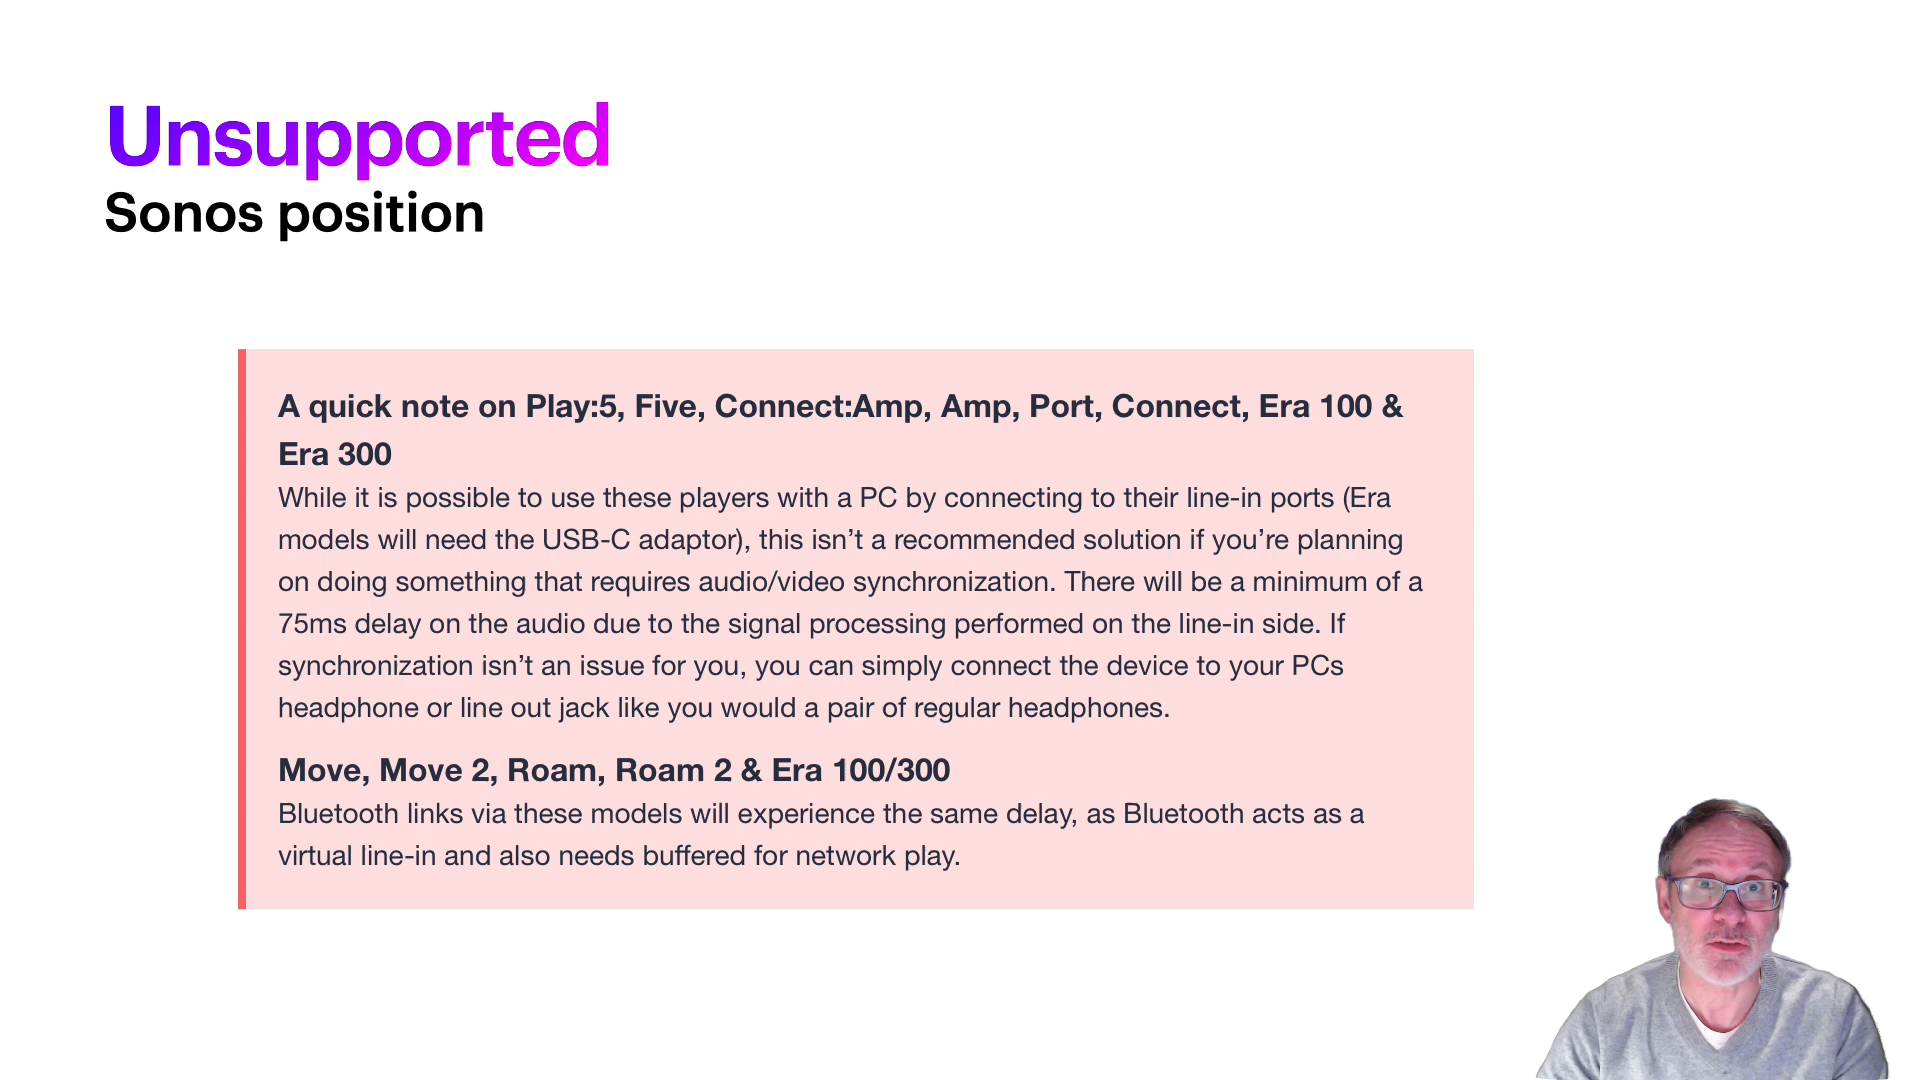 Unsupported
Sonos position
A quick note on Play:5, Five, Connect:Amp, Amp, Port, Connect, Era 100 &
Era 300
While it is possible to use these players with a PC by connecting to their line-in ports (Era
models will need the USB-C adaptor), this isn’t a recommended solution if you’re planning
on doing something that requires audio/video synchronization. There will be a minimum of a
75ms delay on the audio due to the signal processing performed on the line-in side. If
synchronization isn’t an issue for you, you can simply connect the device to your PCs
headphone or line out jack like you would a pair of regular headphones.
Move, Move 2, Roam, Roam 2 & Era 100/300
Bluetooth links via these models will experience the same delay, as Bluetooth acts as a
virtual line-in and also needs buffered for network play.